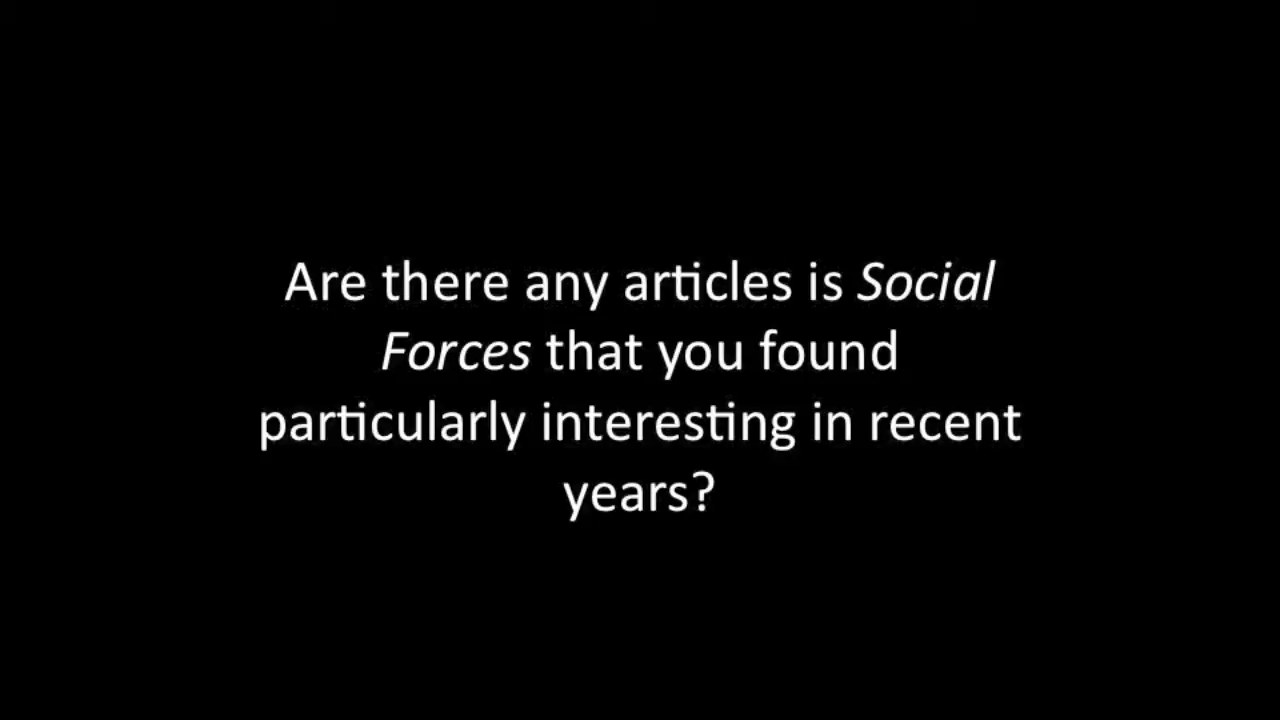 Are there any articles is Social
Forces that you found
particularly interesting in recent
years?